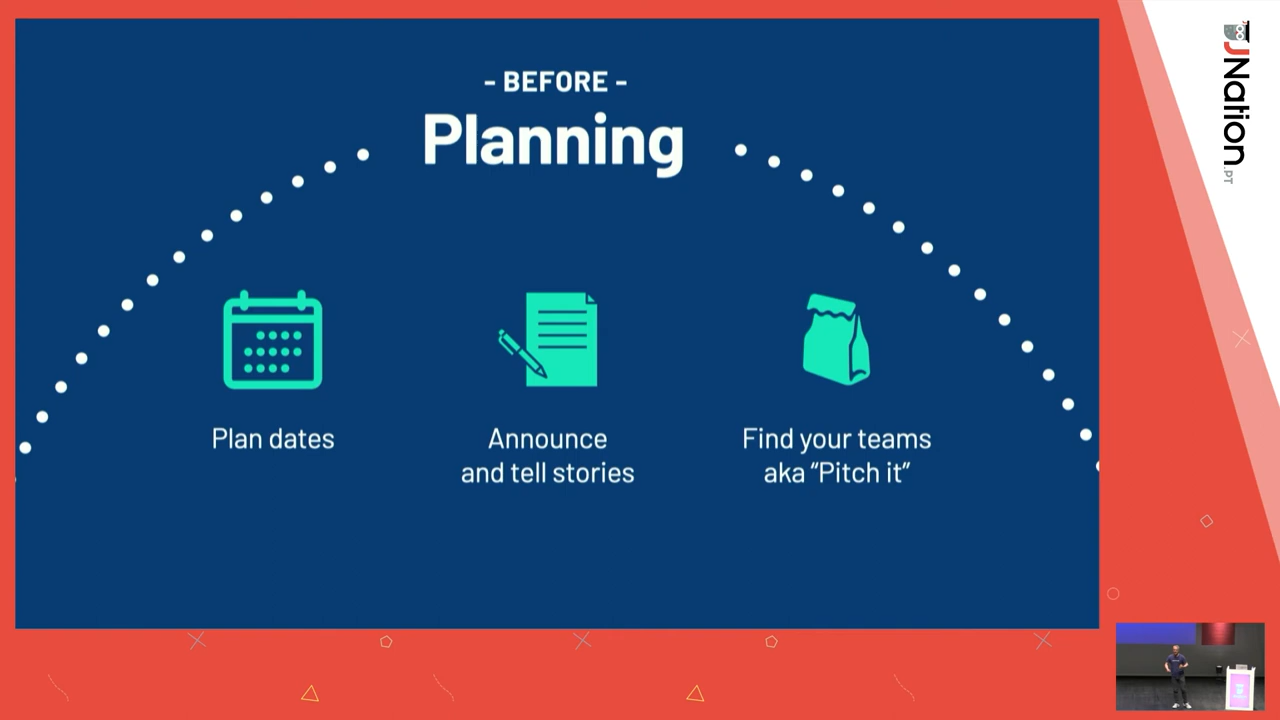 - BEFORE -
Planning
Plan dates
Announce
and tell stories
Find your teams
aka “Pitch it”
JNation
.PT